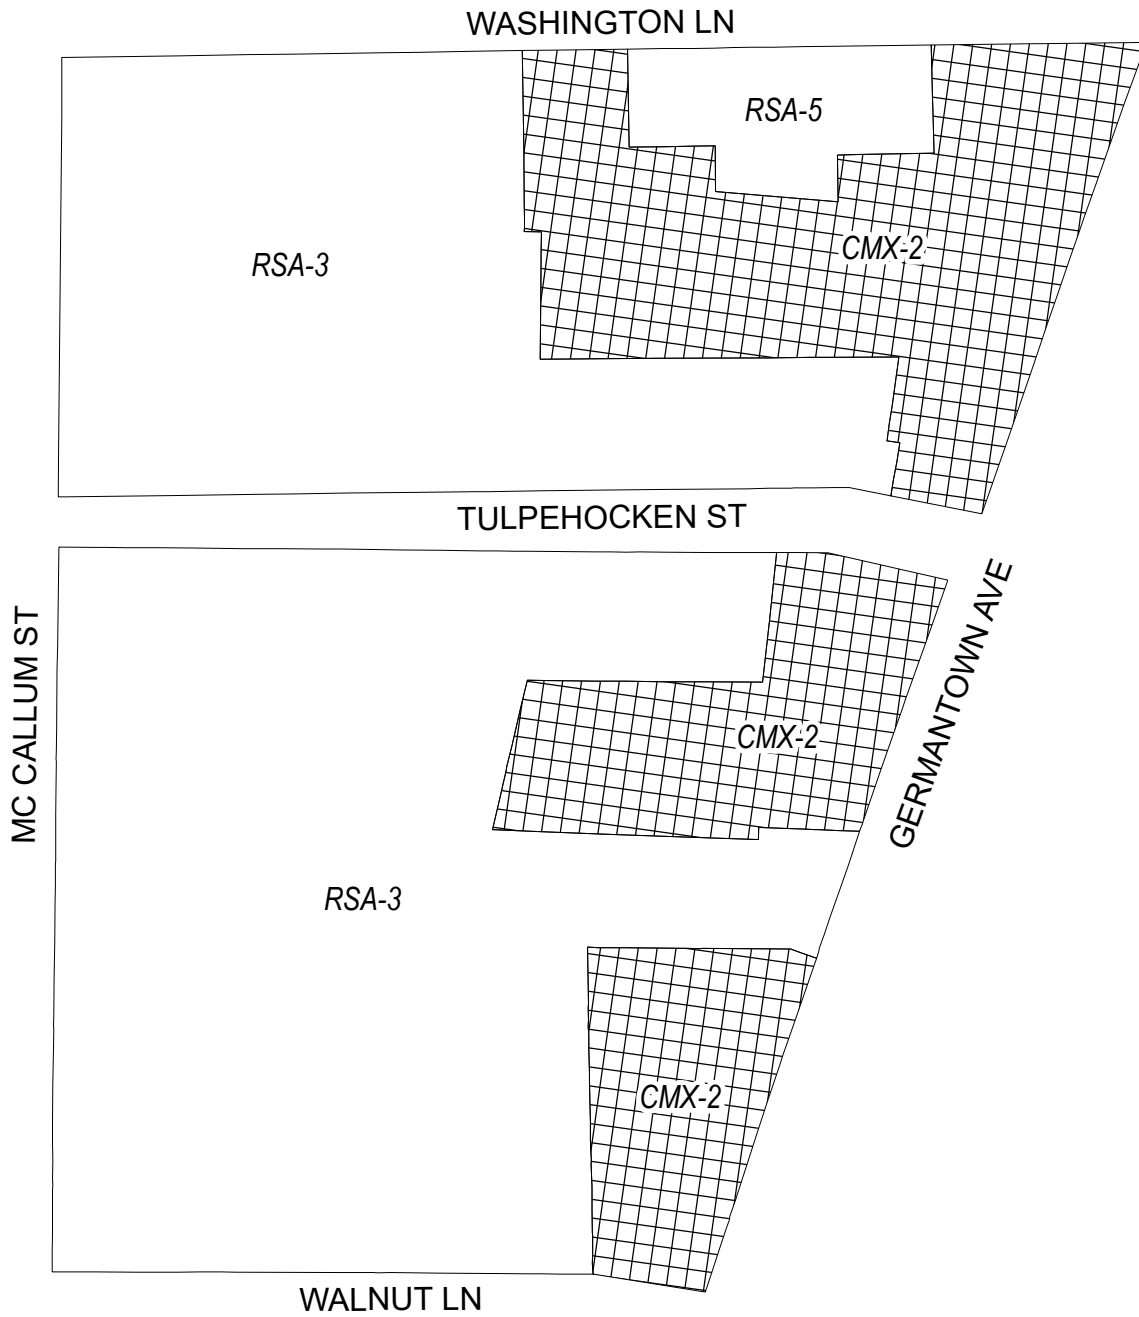 WASHINGTON LN
RSA-5
CMX-2
RSA-3
TULPEHOCKEN ST
MC CALLUM ST
GERMANTOWN AVE
CMX-2
RSA-3
CMX-2
WALNUT LN